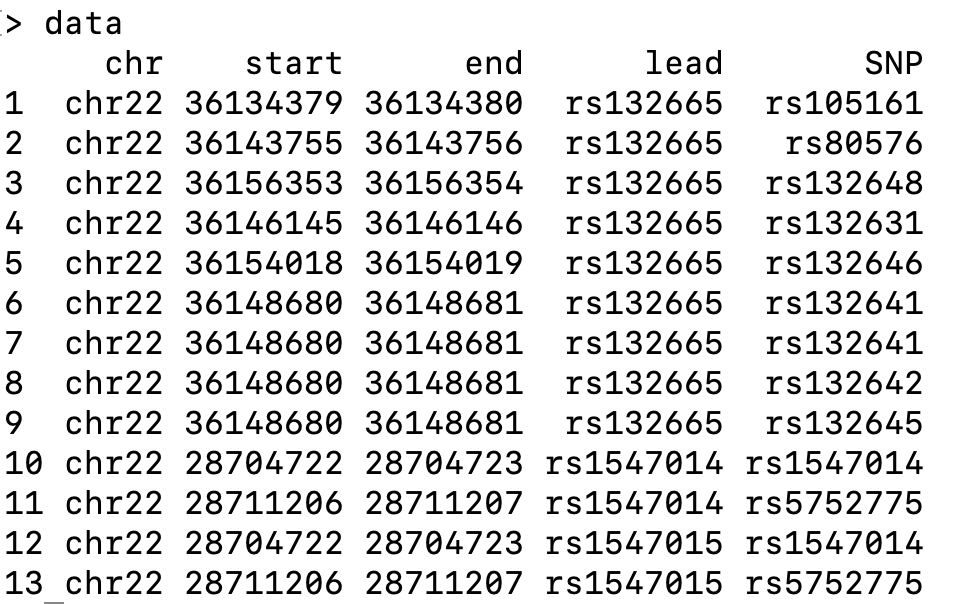 > data
chr start end lead SNP
1 chr22 36134379 36134380 rs132665 rs105161
2 chr22 36143755 36143756 rs132665 rs80576
3 chr22 36156353 36156354 rs132665 rs132648
4 chr22 36146145 36146146 rs132665 rs132631
5 chr22 36154018 36154019 rs132665 rs132646
6 chr22 36148680 36148681 rs132665 rs132641
7 chr22 36148680 36148681 rs132665 rs132641
8 chr22 36148680 36148681 rs132665 rs132642
9 chr22 36148680 36148681 rs132665 rs132645
10 chr22 28704722 28704723 rs1547014 rs1547014
11 chr22 28711206 28711207 rs1547014 rs5752775
12 chr22 28704722 28704723 rs1547015 rs1547014
13 chr22 28711206 28711207 rs1547015 rs5752775